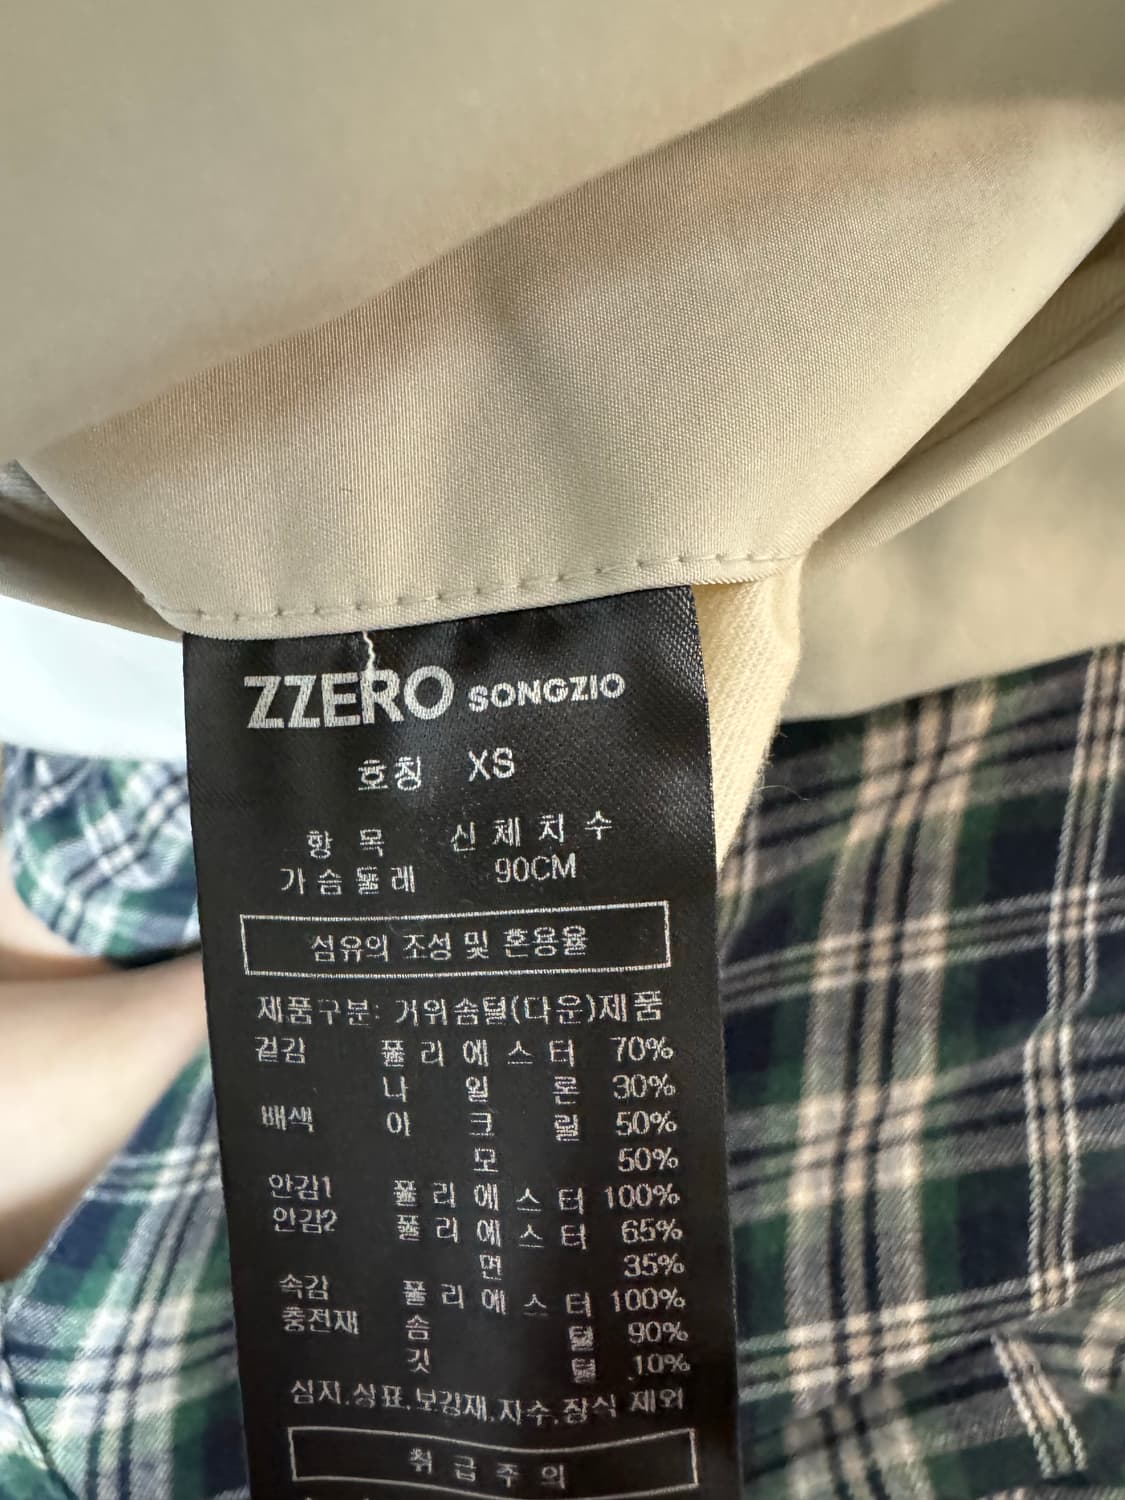 ZZERO SONGZIO
호칭 XS
항 목 신 체 치 수
가 슴 둘 레 90CM
섬유의 조성 및 혼용율
제품구분: 거위솜털(다운)제품
겉감 폴 리 에 스 터 70%
나 일 론 30%
배색 아 크 릴 50%
모 50%
안감1 폴 리 에 스 터 100%
안감2 폴 리 에 스 터 65%
면 35%
속감 폴 리 에 스 터 100%
충전재 솜 털 90%
깃 털 10%
심지.상표.보강재.자수.장식 제외
취 급 주 의